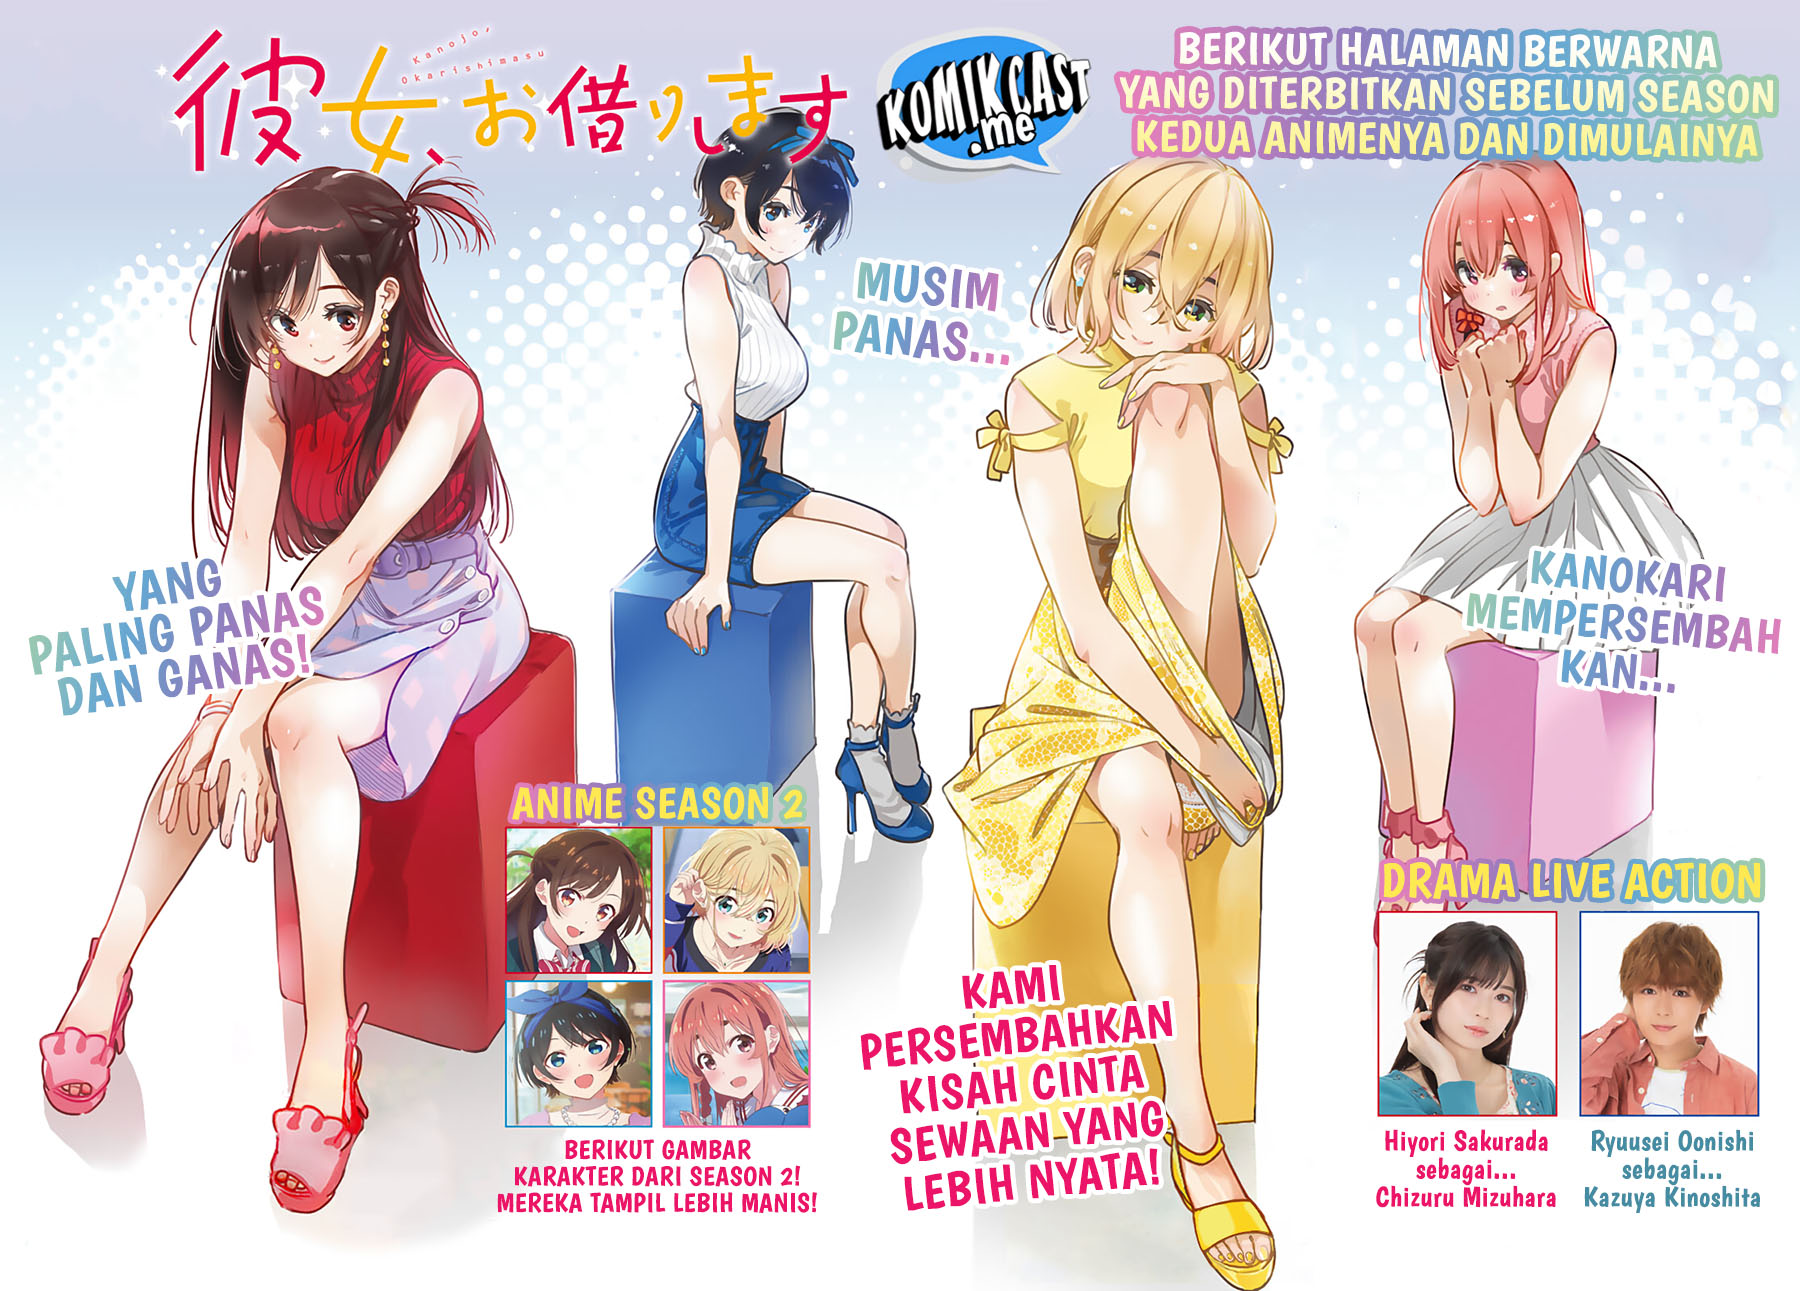 彼女、お借りします
Kanojo,
Okarishimasu
KOMIKCAST
.me
BERIKUT HALAMAN BERWARNA
YANG DITERBITKAN SEBELUM SEASON
KEDUA ANIMENYA DAN DIMULAINYA
MUSIM
PANAS...
KANOKARI
MEMPERSEMBAH
KAN...
YANG
PALING PANAS
DAN GANAS!
ANIME SEASON 2
BERIKUT GAMBAR
KARAKTER DARI SEASON 2!
MEREKA TAMPIL LEBIH MANIS!
KAMI
PERSEMBAHKAN
KISAH CINTA
SEWAAN YANG
LEBIH NYATA!
DRAMA LIVE ACTION
Hiyori Sakurada
sebagai...
Chizuru Mizuhara
Ryuusei Oonishi
sebagai...
Kazuya Kinoshita